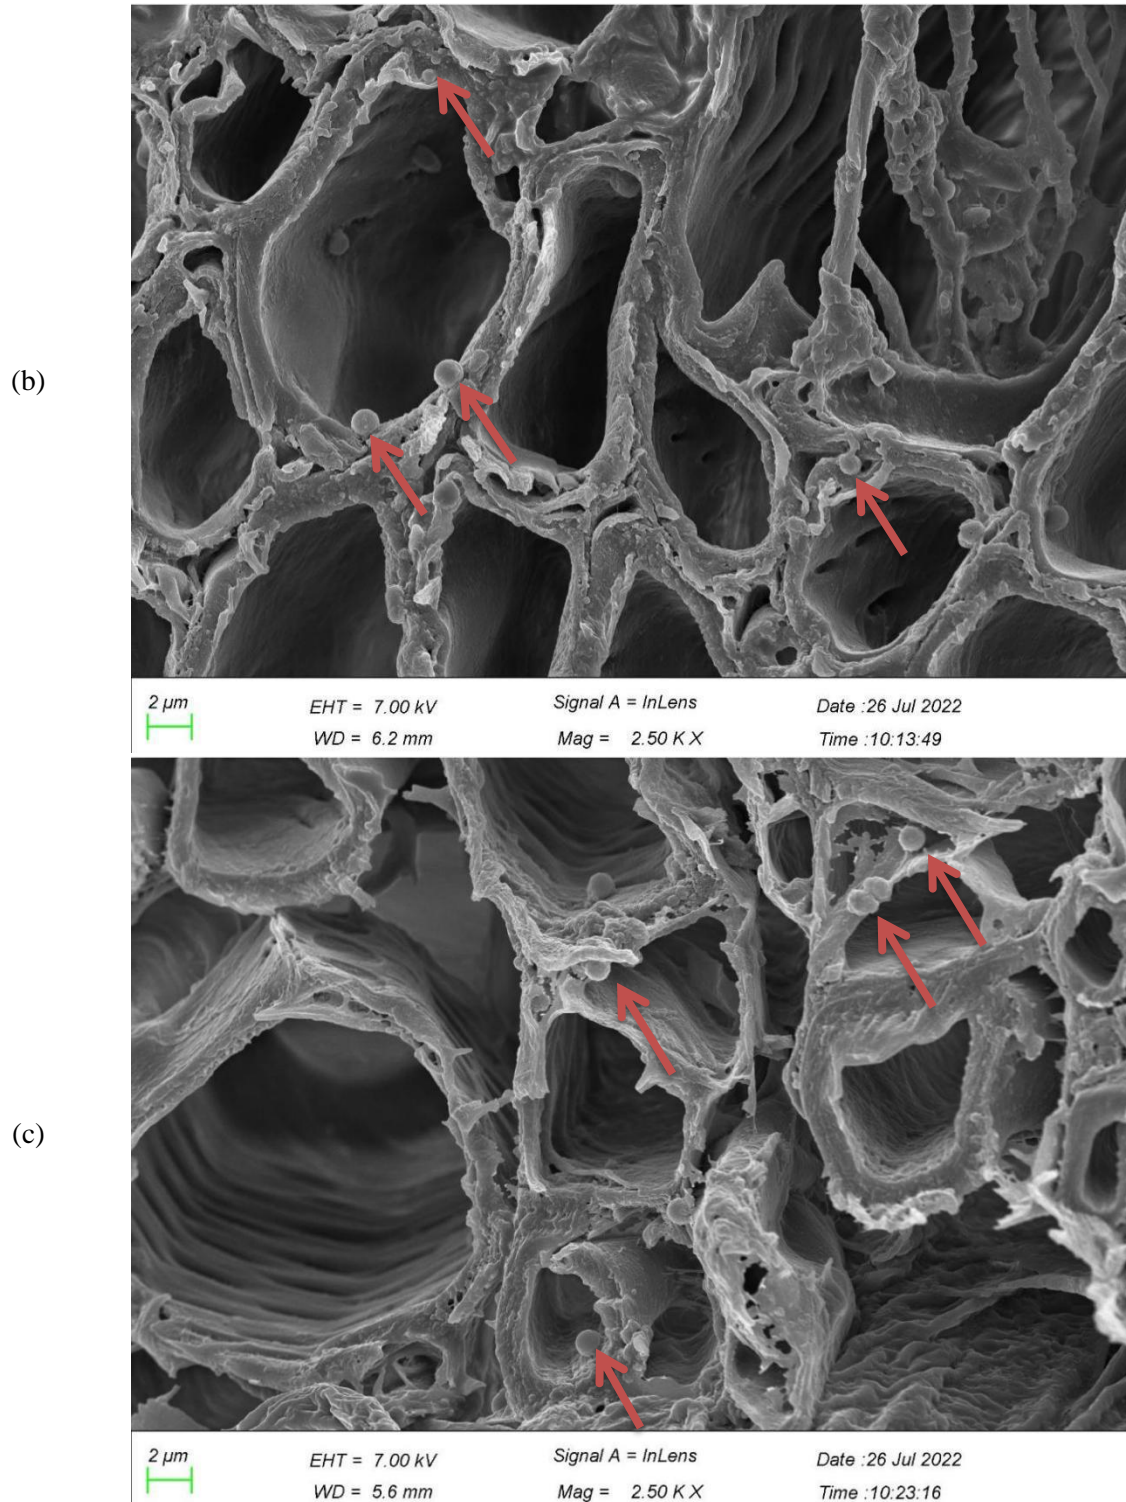 (b)
2 µm
EHT = 7.00 kV
Signal A = InLens
Date :26 Jul 2022
WD = 6.2 mm
Mag = 2.50 K X
Time :10:13:49
(c)
2 µm
EHT = 7.00 kV
Signal A = InLens
Date :26 Jul 2022
WD = 5.6 mm
Mag = 2.50 K X
Time :10:23:16